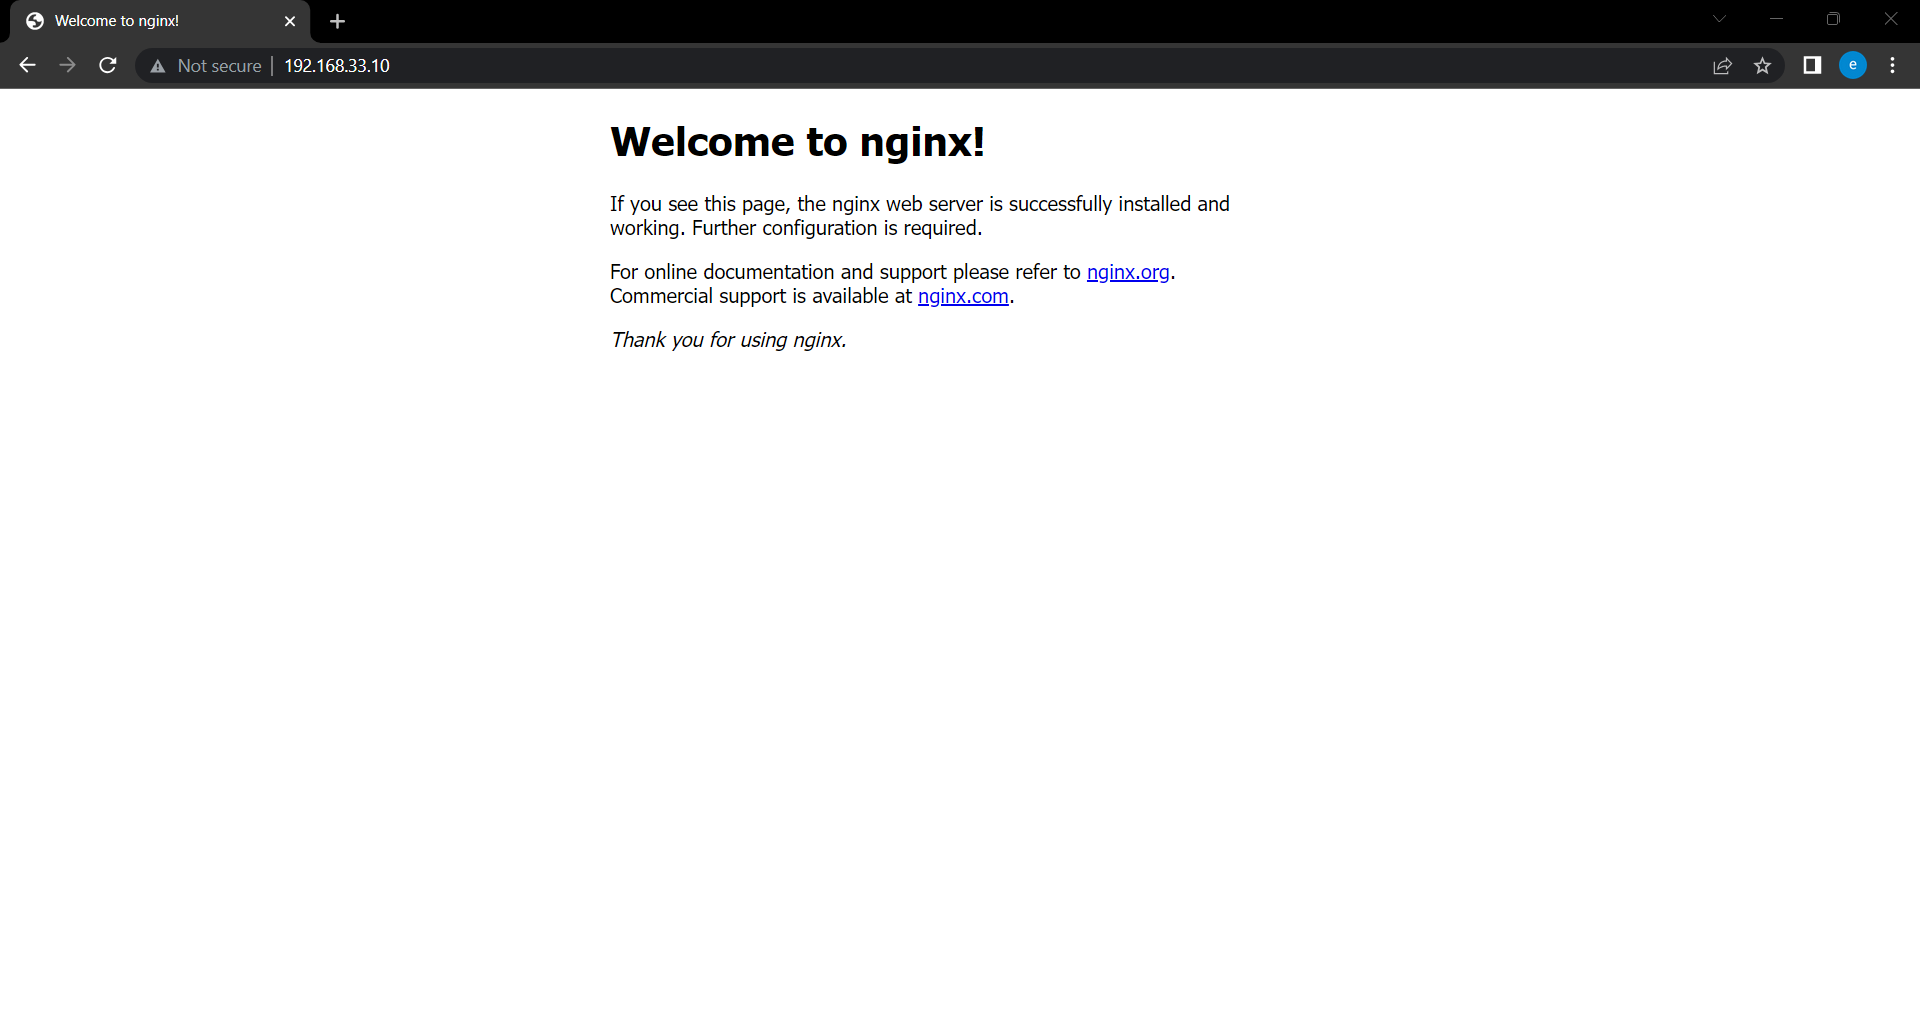 Welcome to nginx!
Not secure 192.168.33.10
e
Welcome to nginx!
If you see this page, the nginx web server is successfully installed and
working. Further configuration is required.
For online documentation and support please refer to nginx.org.
Commercial support is available at nginx.com.
Thank you for using nginx.